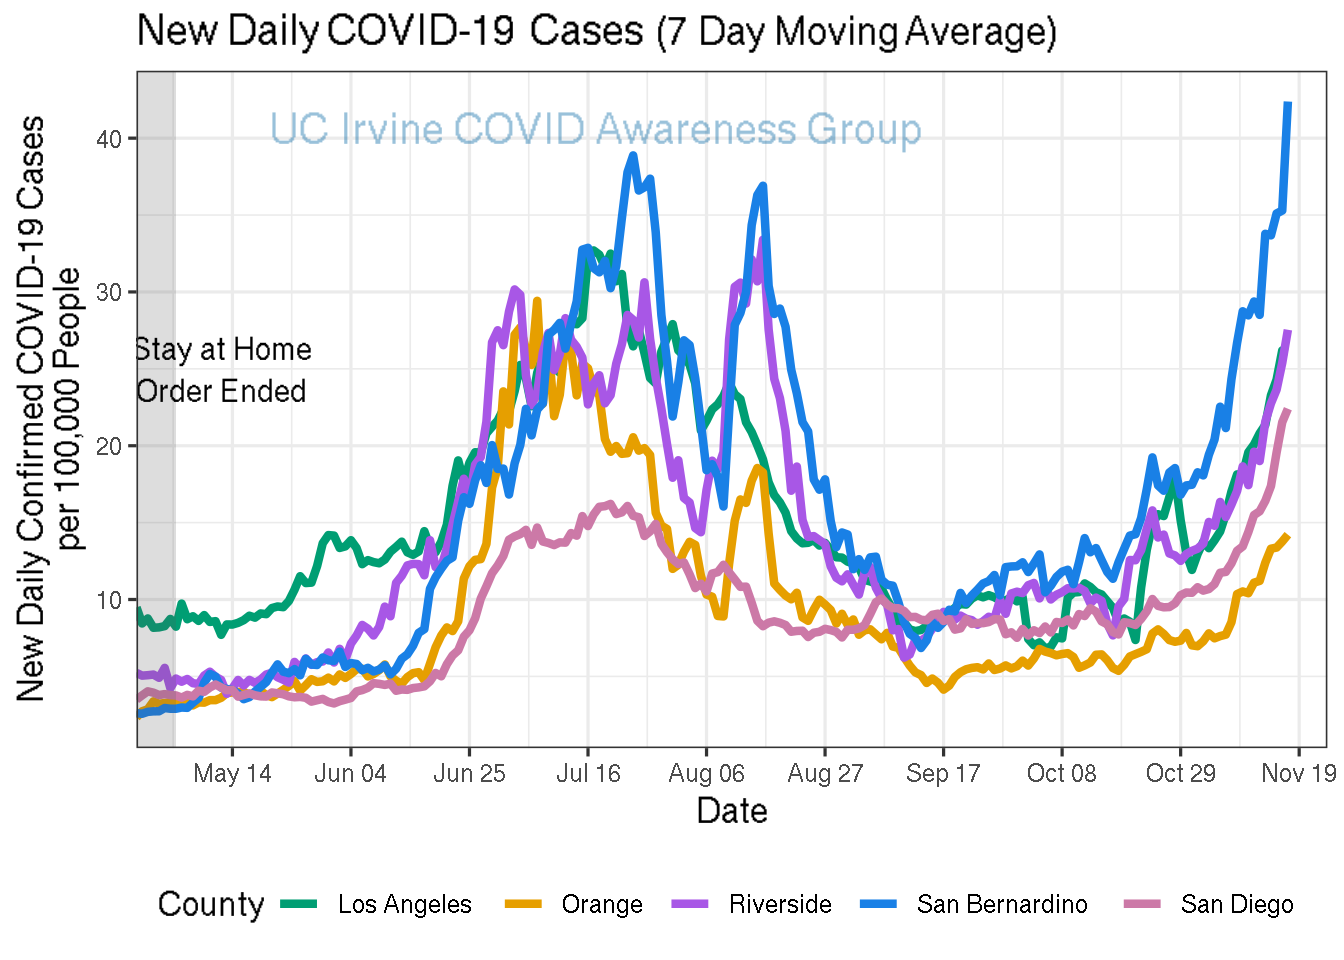 New Daily COVID-19 Cases (7 Day Moving Average)
UC Irvine COVID Awareness Group
New Daily Confirmed COVID-19 Cases
per 100,000 People
40
30
20
10
Stay at Home
Order Ended
May 14 Jun 04 Jun 25 Jul 16 Aug 06 Aug 27 Sep 17 Oct 08 Oct 29 Nov 19
Date
County Los Angeles Orange Riverside San Bernardino San Diego